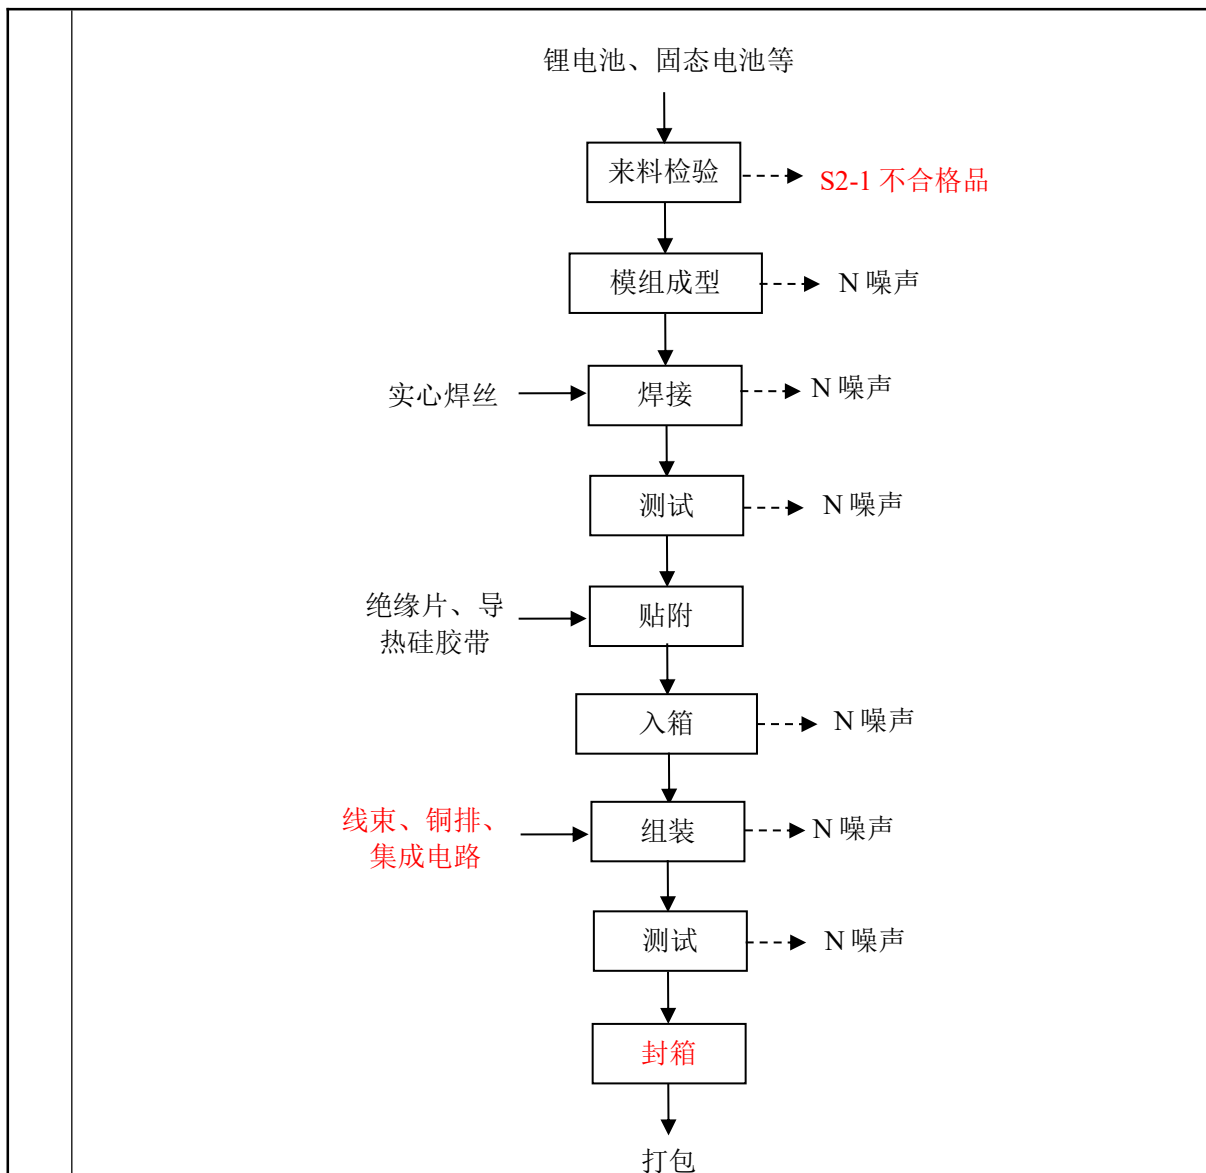 锂电池、固态电池等
来料检验
S2-1 不合格品
模组成型
N 噪声
实心焊丝
焊接
N 噪声
测试
N 噪声
绝缘片、导
热硅胶带
贴附
入箱
N 噪声
线束、铜排、
集成电路
组装
N 噪声
测试
N 噪声
封箱
打包